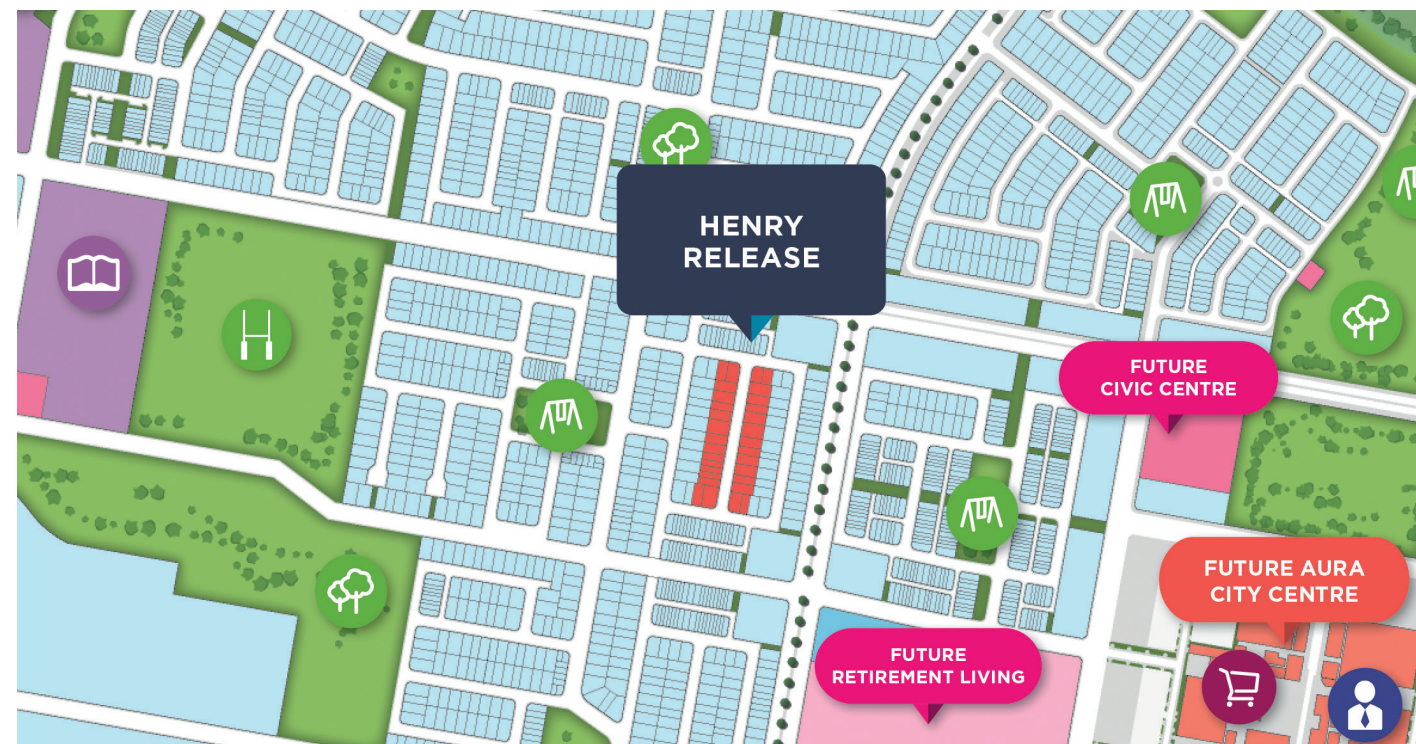 HENRY
RELEASE
FUTURE
CIVIC CENTRE
FUTURE AURA
CITY CENTRE
FUTURE
RETIREMENT LIVING